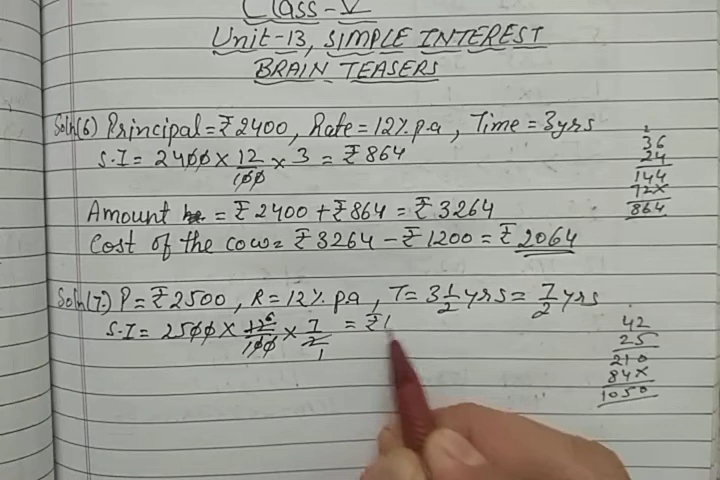 Class-V
Unit-13, SIMPLE INTEREST
BRAIN TEASERS
Soln(6) Principal = ₹2400, Rate = 12% p.a, Time = 3yrs
S.I = 2400 × 12/100 × 3 = ₹864
36
24
144
72×
864
Amount = ₹2400 + ₹864 = ₹3264
Cost of the cow = ₹3264 - ₹1200 = ₹2064
Soln(7) P = ₹2500, R = 12% p.a, T = 3 1/2 yrs = 7/2 yrs
S.I = 2500 × 12 6/100 × 7/2 1 = ₹1
42
25
210
84×
1050